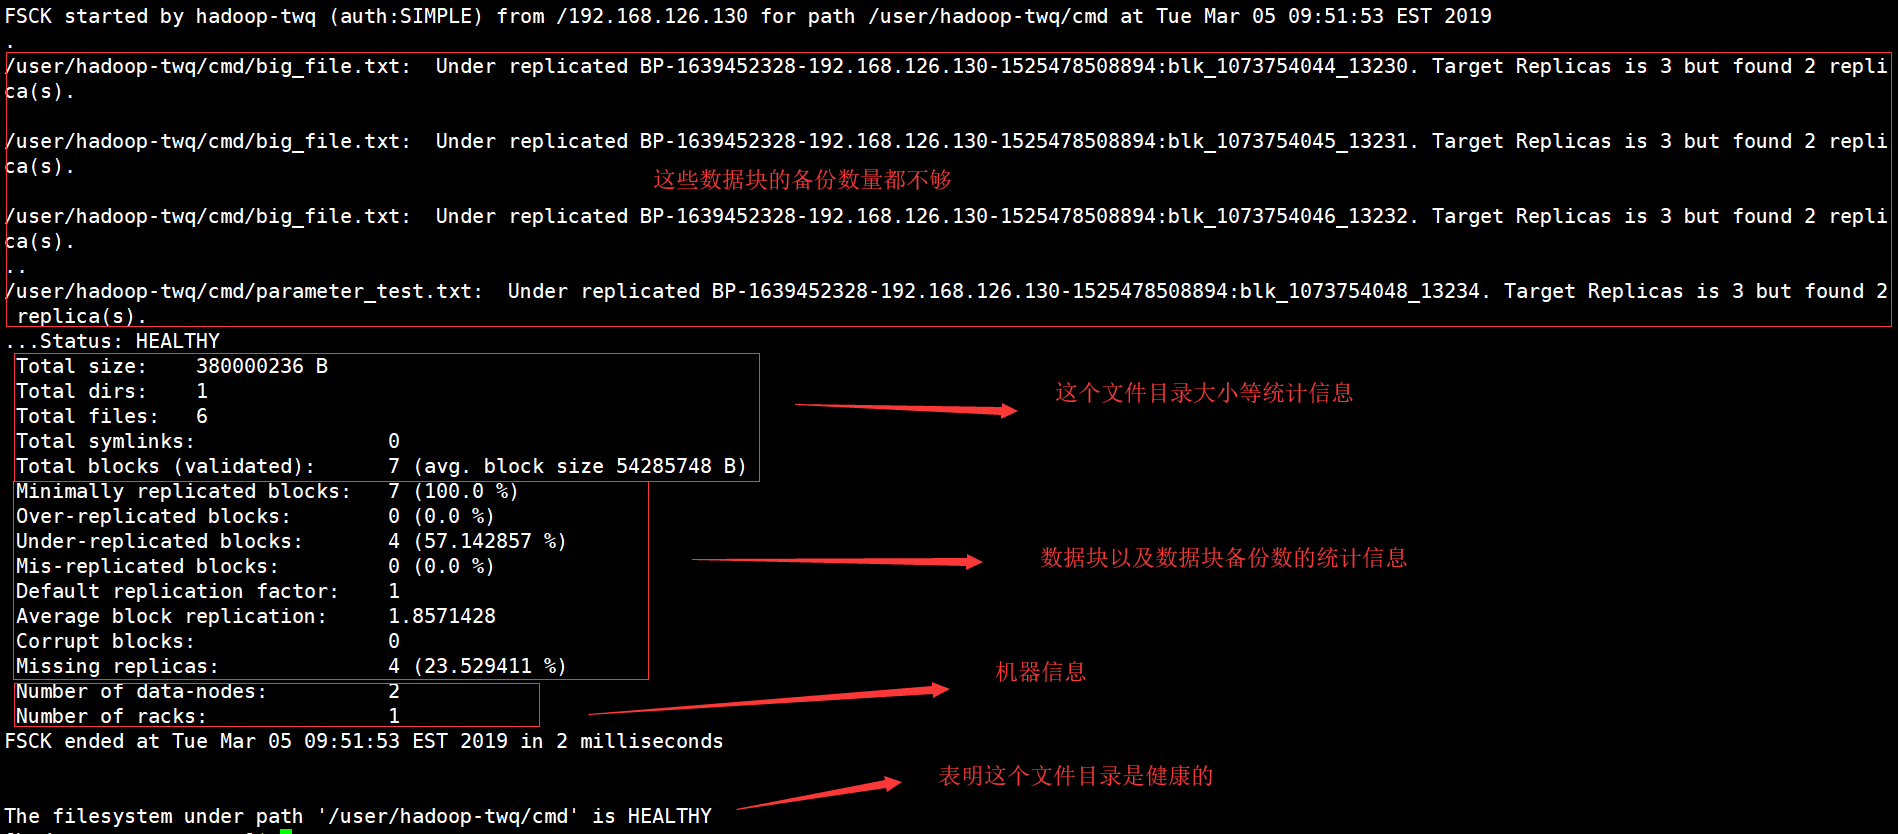 FSCK started by hadoop-twq (auth:SIMPLE) from /192.168.126.130 for path /user/hadoop-twq/cmd at Tue Mar 05 09:51:53 EST 2019
.
/user/hadoop-twq/cmd/big_file.txt:  Under replicated BP-1639452328-192.168.126.130-1525478508894:blk_1073754044_13230. Target Replicas is 3 but found 2 repli
ca(s).
/user/hadoop-twq/cmd/big_file.txt:  Under replicated BP-1639452328-192.168.126.130-1525478508894:blk_1073754045_13231. Target Replicas is 3 but found 2 repli
ca(s).
这些数据块的备份数量都不够
/user/hadoop-twq/cmd/big_file.txt:  Under replicated BP-1639452328-192.168.126.130-1525478508894:blk_1073754046_13232. Target Replicas is 3 but found 2 repli
ca(s).
..
/user/hadoop-twq/cmd/parameter_test.txt:  Under replicated BP-1639452328-192.168.126.130-1525478508894:blk_1073754048_13234. Target Replicas is 3 but found 2
 replica(s).
...Status: HEALTHY
Total size:    380000236 B
Total dirs:    1
这个文件目录大小等统计信息
Total files:   6
Total symlinks:                0
Total blocks (validated):      7 (avg. block size 54285748 B)
Minimally replicated blocks:   7 (100.0 %)
Over-replicated blocks:        0 (0.0 %)
Under-replicated blocks:       4 (57.142857 %)
数据块以及数据块备份数的统计信息
Mis-replicated blocks:         0 (0.0 %)
Default replication factor:    1
Average block replication:     1.8571428
Corrupt blocks:                0
Missing replicas:              4 (23.529411 %)
机器信息
Number of data-nodes:          2
Number of racks:               1
FSCK ended at Tue Mar 05 09:51:53 EST 2019 in 2 milliseconds
表明这个文件目录是健康的
The filesystem under path '/user/hadoop-twq/cmd' is HEALTHY